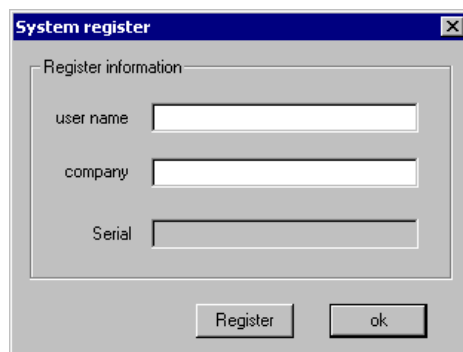 System register
Register information
user name
company
Serial
Register
ok